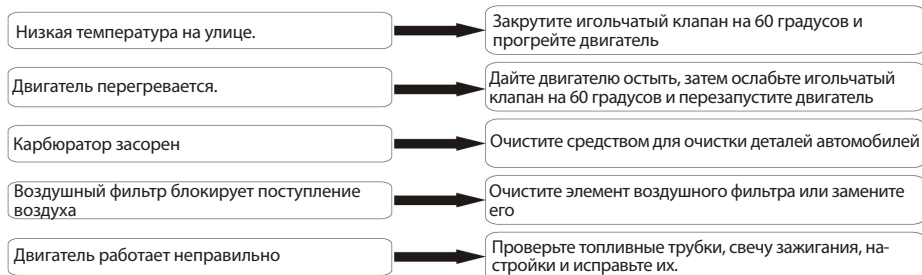 Низкая температура на улице.
Закрутите игольчатый клапан на 60 градусов и
прогрейте двигатель
Двигатель перегревается.
Дайте двигателю остыть, затем ослабьте игольчатый
клапан на 60 градусов и перезапустите двигатель
Карбюратор засорен
Очистите средством для очистки деталей автомобилей
Воздушный фильтр блокирует поступление
воздуха
Очистите элемент воздушного фильтра или замените
его
Двигатель работает неправильно
Проверьте топливные трубки, свечу зажигания, на-
стройки и исправьте их.